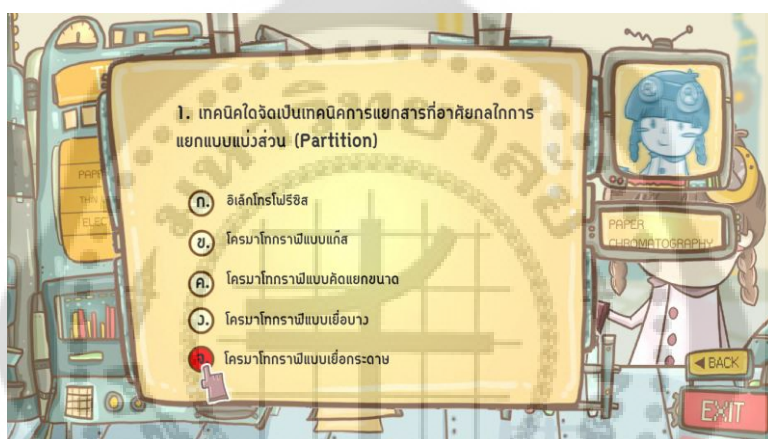 1. เทคนิคใดจัดเป็นเทคนิคการแยกสารที่อาศัยกลไกการ
แยกแบบแบ่งส่วน (Partition)
ก. อิเล็กโทรโฟรีซิส
ข. โครมาโทกราฟีแบบแก๊ส
ค. โครมาโทกราฟีแบบคัดแยกขนาด
ง. โครมาโทกราฟีแบบเยื่อบาง
จ. โครมาโทกราฟีแบบเยื่อกระดาษ
PAPER
CHROMATOGRAPHY
BACK
EXIT